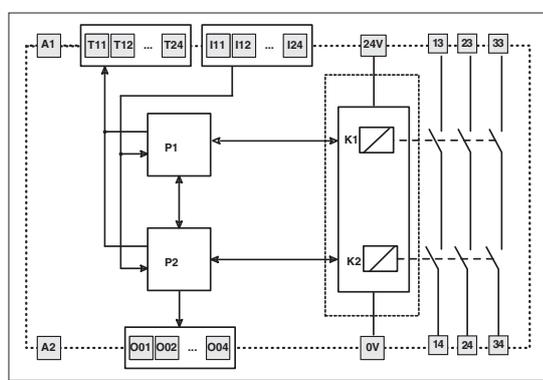 A1 T11 T12 ... T24 I11 I12 ... I24 24V 13 23 33
P1 K1
P2 K2
A2 O01 O02 ... O04 0V 14 24 34